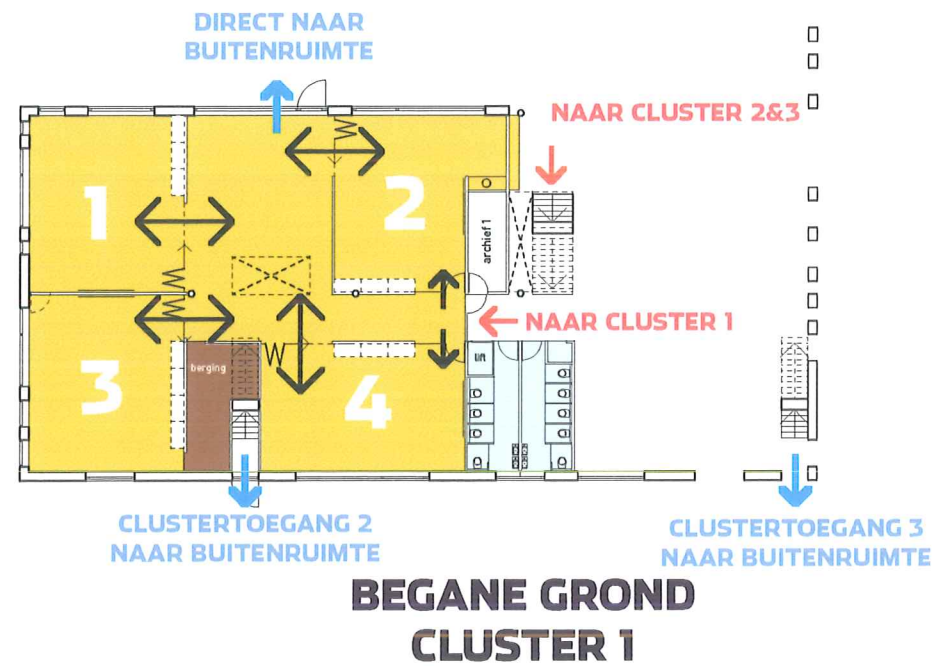 DIRECT NAAR
BUITENRUIMTE
NAAR CLUSTER 2&3
1
2
archief 1
NAAR CLUSTER 1
lift
berging
3
4
CLUSTERTOEGANG 2
NAAR BUITENRUIMTE
CLUSTERTOEGANG 3
NAAR BUITENRUIMTE
BEGANE GROND
CLUSTER 1